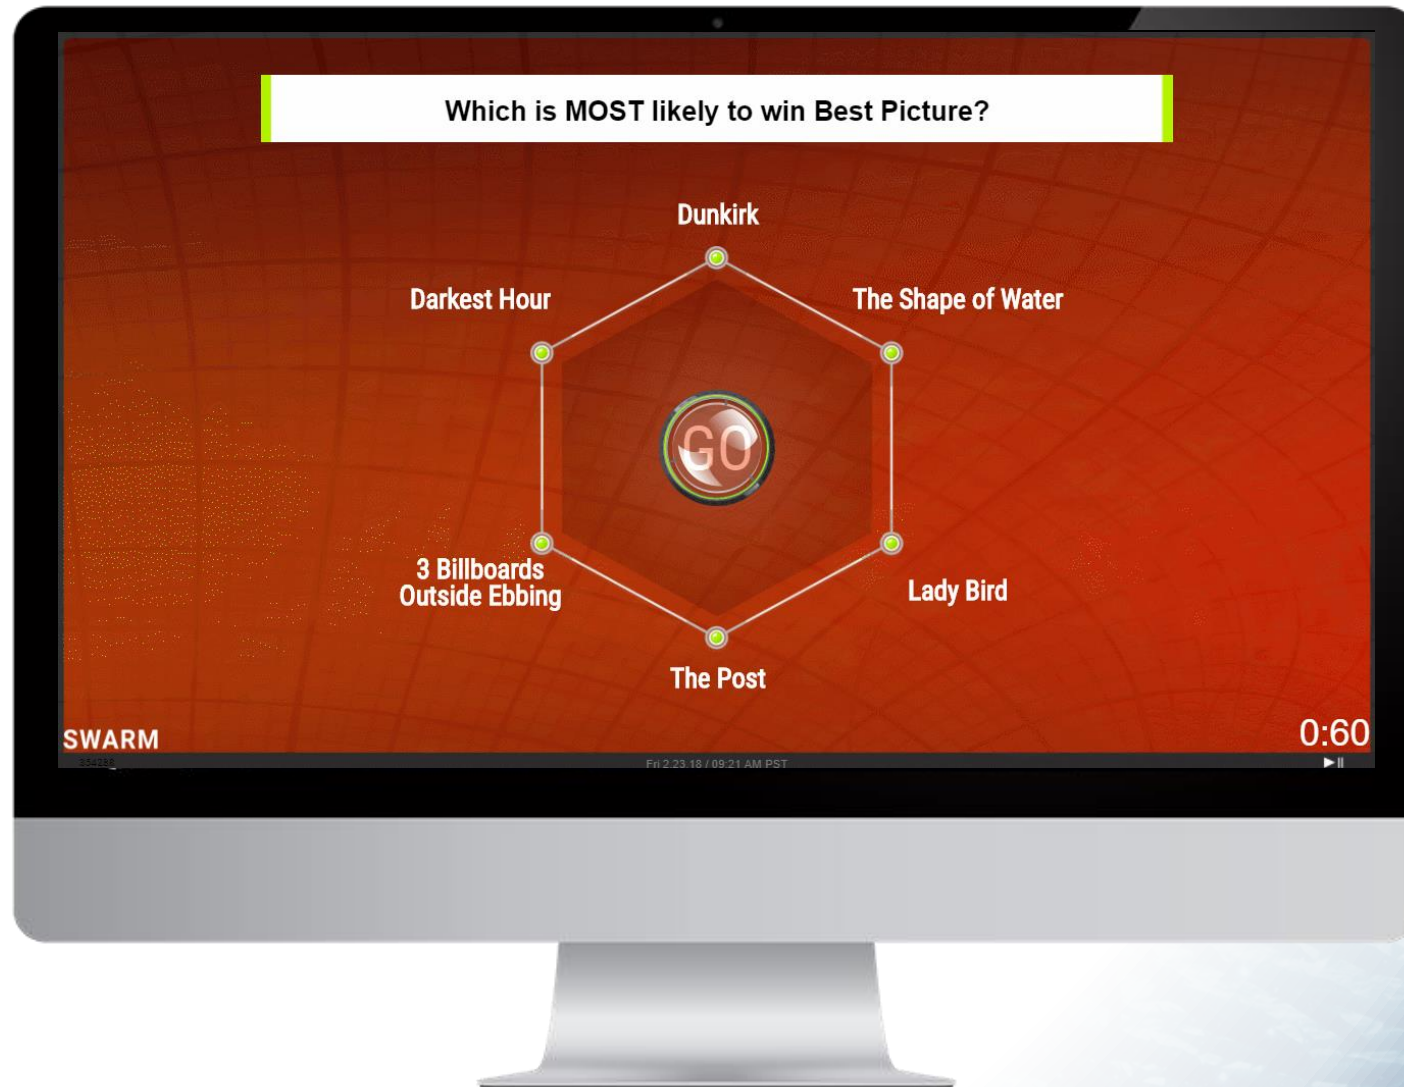 Which is MOST likely to win Best Picture?
Dunkirk
Darkest Hour
The Shape of Water
GO
3 Billboards
Outside Ebbing
Lady Bird
The Post
SWARM
0:60
354288
Fri 2.23.18 / 09:21 AM PST